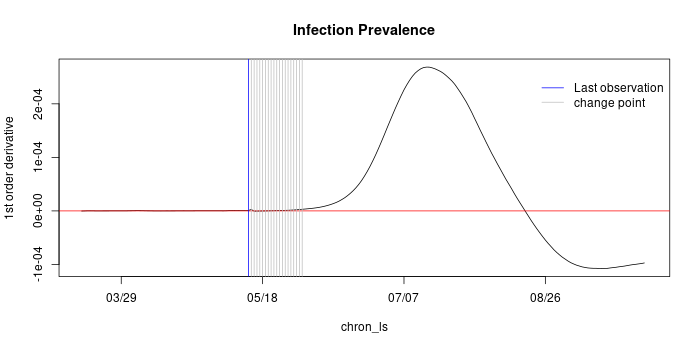 Infection Prevalence
1st order derivative
2e-04
1e-04
0e+00
-1e-04
Last observation
change point
03/29
05/18
07/07
08/26
chron_ls